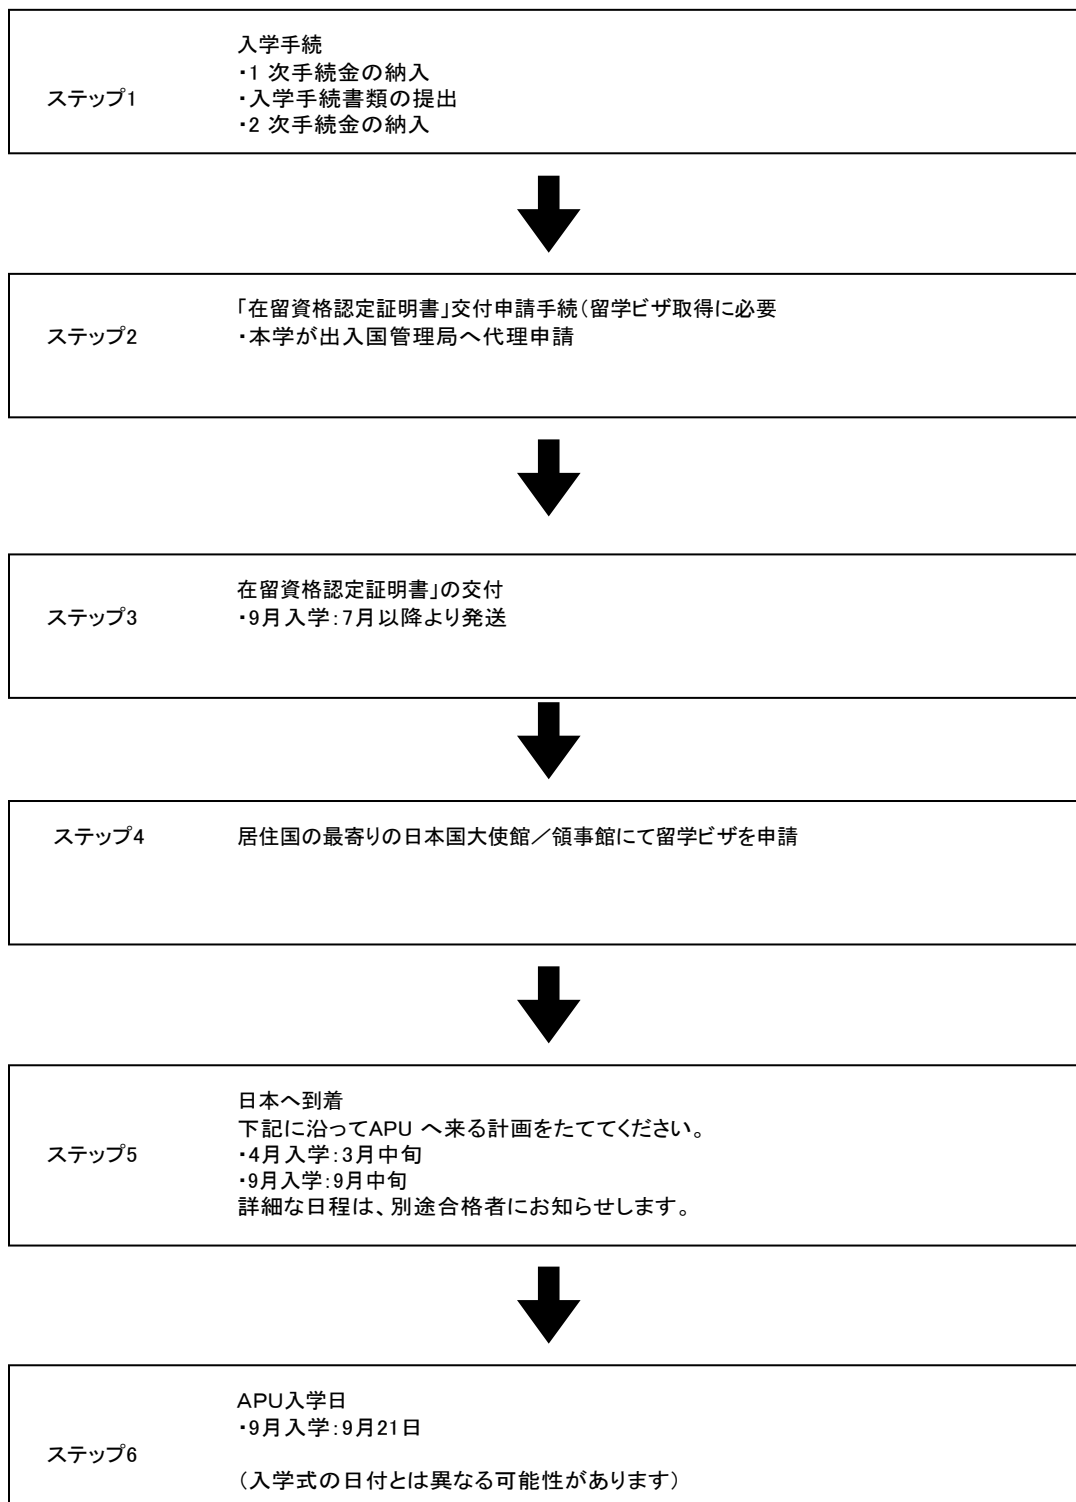 入学手続
・1 次手続金の納入
ステップ1
・入学手続書類の提出
・2 次手続金の納入
「在留資格認定証明書」交付申請手続(留学ビザ取得に必要
ステップ2
・本学が出入国管理局へ代理申請
在留資格認定証明書」の交付
ステップ3
・9月入学:7月以降より発送
ステップ4
居住国の最寄りの日本国大使館/領事館にて留学ビザを申請
日本へ到着
下記に沿ってAPU へ来る計画をたててください。
ステップ5
・4月入学:3月中旬
・9月入学:9月中旬
詳細な日程は、別途合格者にお知らせします。
APU入学日
・9月入学:9月21日
ステップ6
(入学式の日付とは異なる可能性があります)